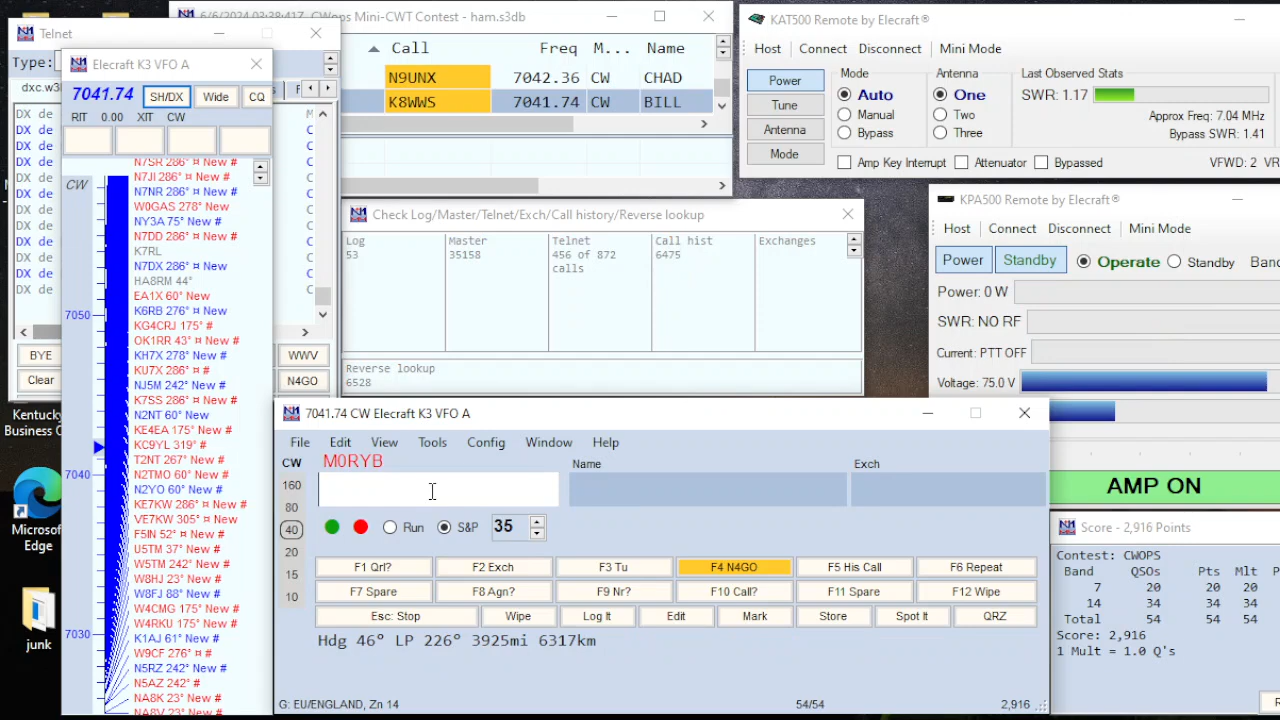 6/6/2024 03:38:41Z CWops Mini-CWT Contest - ham.s3db
Call Freq M... Name
N9UNX 7042.36 CW CHAD
K8WWS 7041.74 CW BILL
Telnet
Type:
dxc.w3
DX de
DX de
DX de
DX de
DX de
DX de
DX de
DX de
DX de
DX de
DX de
DX de
BYE
WWV
Clear
N4GO
Elecraft K3 VFO A
7041.74 SH/DX Wide CQ
RIT 0.00 XIT CW
CW
7050
7040
7030
N7SR 286° ¤ New #
N7JI 286° ¤ New #
N7NR 286° ¤ New #
W0GAS 278° New
NY3A 75° New #
N7DD 286° ¤ New #
K7RL
N7DX 286° ¤ New
HA8RM 44°
EA1X 60° New
K6RB 276° ¤ New
KG4CRJ 175° #
OK1RR 43° ¤ New #
KH7X 278° New #
KU7X 286° ¤ #
NJ5M 242° New #
K7SS 286° ¤ New #
N2NT 60° New
KE4EA 175° New #
KC9YL 319° #
T2NT 267° New #
N2TMO 60° New #
N2YO 60° New #
KE7KW 286° ¤ New #
VE7KW 305° ¤ New
F5IN 52° ¤ New #
U5TM 37° New #
W5TM 242° New #
W8HJ 23° New #
W8FJ 88° New #
W4CMG 175° New #
W4RKU 175° New #
K1AJ 61° New #
W9CF 276° ¤ #
N5RZ 242° New #
N5AZ 242° New
NA8K 23° New #
NA8V 23° New #
Check Log/Master/Telnet/Exch/Call history/Reverse lookup
Log Master Telnet Call hist Exchanges
53 35158 456 of 872 6475
calls
Reverse lookup
6528
KAT500 Remote by Elecraft®
Host Connect Disconnect Mini Mode
Power
Tune
Antenna
Mode
Mode
Auto
Manual
Bypass
Antenna
One
Two
Three
Last Observed Stats
SWR: 1.17
Approx Freq: 7.04 MHz
Bypass SWR: 1.41
Amp Key Interrupt Attenuator Bypassed VFWD: 2
KPA500 Remote by Elecraft®
Host Connect Disconnect Mini Mode
Power Standby Operate Standby Band
Power: 0 W
SWR: NO RF
Current: PTT OFF
Voltage: 75.0 V
AMP ON
Kentucky
Business C
Microsoft
Edge
junk
7041.74 CW Elecraft K3 VFO A
File Edit View Tools Config Window Help
CW M0RYB Name Exch
160
80
40
20
15
10
Run S&P 35
F1 Qrl? F2 Exch F3 Tu F4 N4GO F5 His Call F6 Repeat
F7 Spare F8 Agn? F9 Nr? F10 Call? F11 Spare F12 Wipe
Esc: Stop Wipe Log It Edit Mark Store Spot It QRZ
Hdg 46° LP 226° 3925mi 6317km
G: EU/ENGLAND, Zn 14 54/54 2,916
Score - 2,916 Points
Contest: CWOPS
Band QSOs Pts Mlt
7 20 20 20
14 34 34 34
Total 54 54 54
Score: 2,916
1 Mult = 1.0 Q's